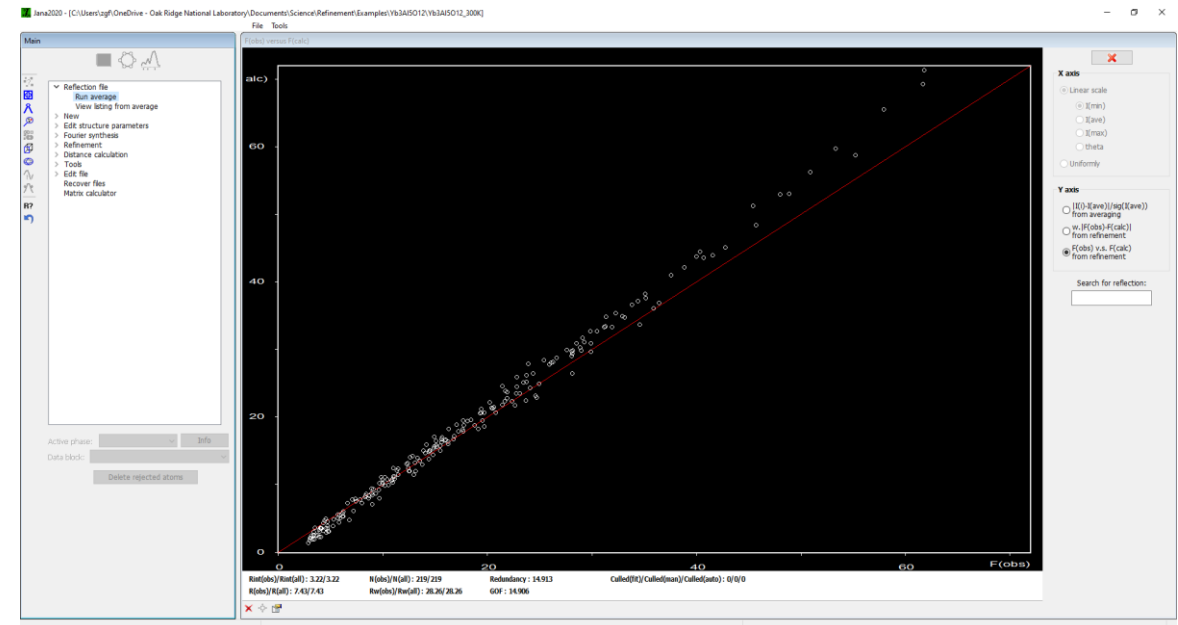 Jana2020 - [C:\Users\zgf\OneDrive - Oak Ridge National Laboratory\Documents\Science\Refinement\Examples\Yb3Al5O12\Yb3Al5O12_300K]
File Tools
Main
Reflection file
Run average
View listing from average
New
Edit structure parameters
Fourier synthesis
Refinement
Distance calculation
Tools
Edit file
Recover files
Matrix calculator
R?
Active phase:
Info
Data block:
Delete rejected atoms
F(obs) versus F(calc)
alc)
60
40
20
0
0 20 40 60 F(obs)
Rint(obs)/Rint(all) : 3.22/3.22 N(obs)/N(all) : 219/219 Redundancy : 14.913 Culled(fit)/Culled(man)/Culled(auto) : 0/0/0
R(obs)/R(all) : 7.43/7.43 Rw(obs)/Rw(all) : 28.26/28.26 GOF : 14.906
X axis
Linear scale
I(min)
I(ave)
I(max)
theta
Uniformly
Y axis
|I(i)-I(ave)|/sig(I(ave))
from averaging
w.|F(obs)-F(calc)|
from refinement
F(obs) v.s. F(calc)
from refinement
Search for reflection: